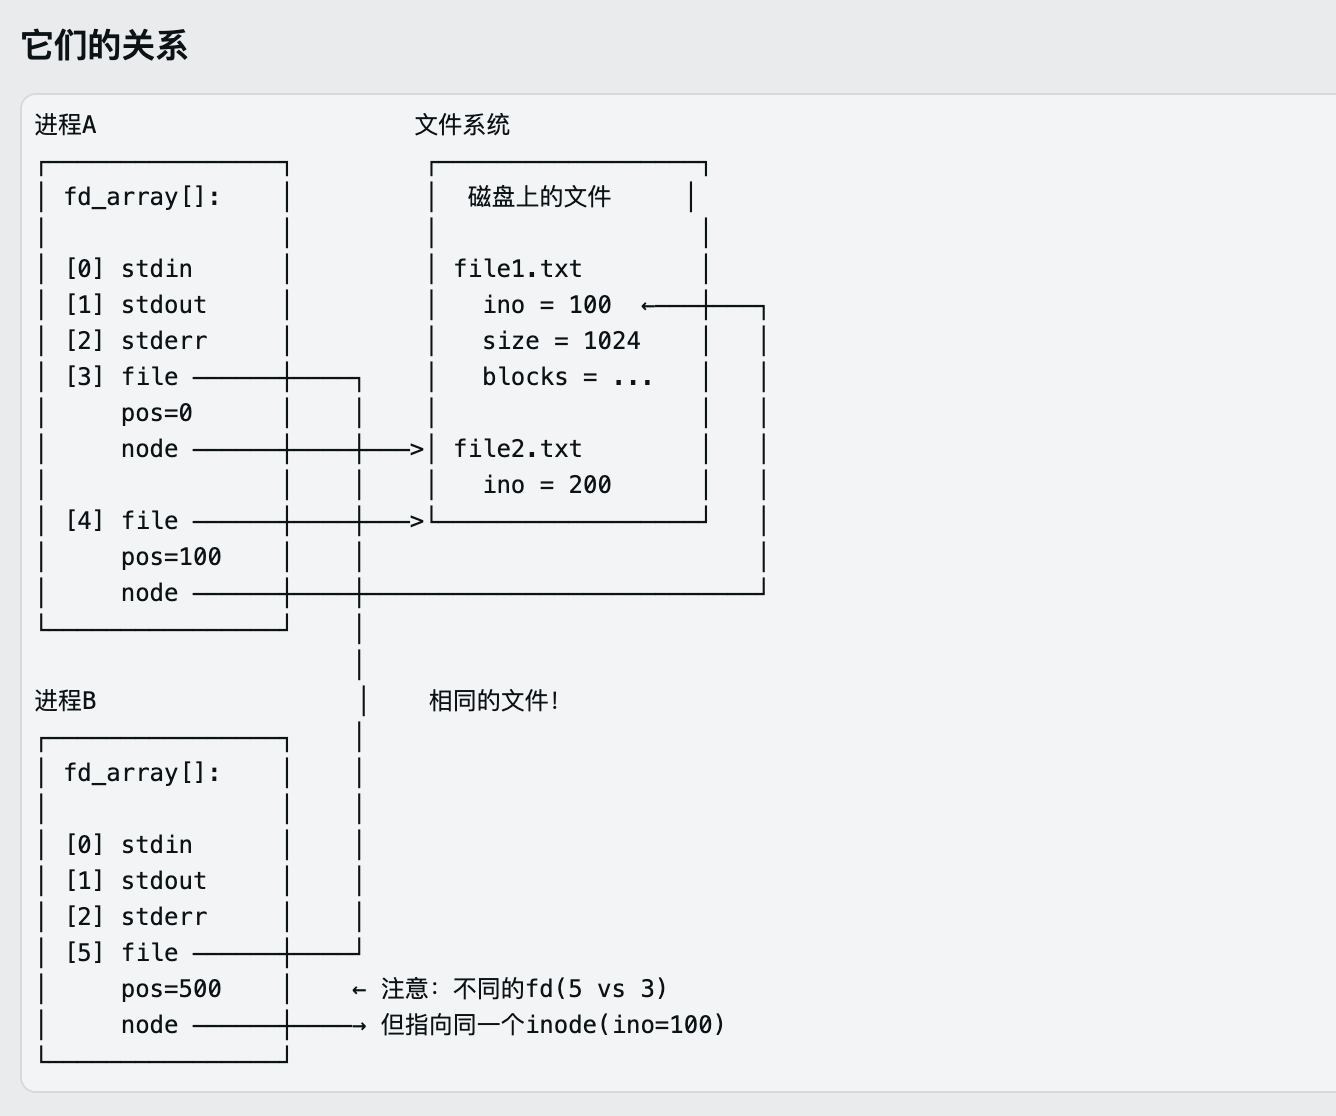 它们的关系
进程A 文件系统
fd_array[]: 磁盘上的文件
[0] stdin file1.txt
[1] stdout ino = 100 ←
[2] stderr size = 1024
[3] file blocks = ...
pos=0
node > file2.txt
ino = 200
[4] file >
pos=100
node
进程B 相同的文件!
fd_array[]:
[0] stdin
[1] stdout
[2] stderr
[5] file
pos=500 ← 注意: 不同的fd(5 vs 3)
node → 但指向同一个inode(ino=100)